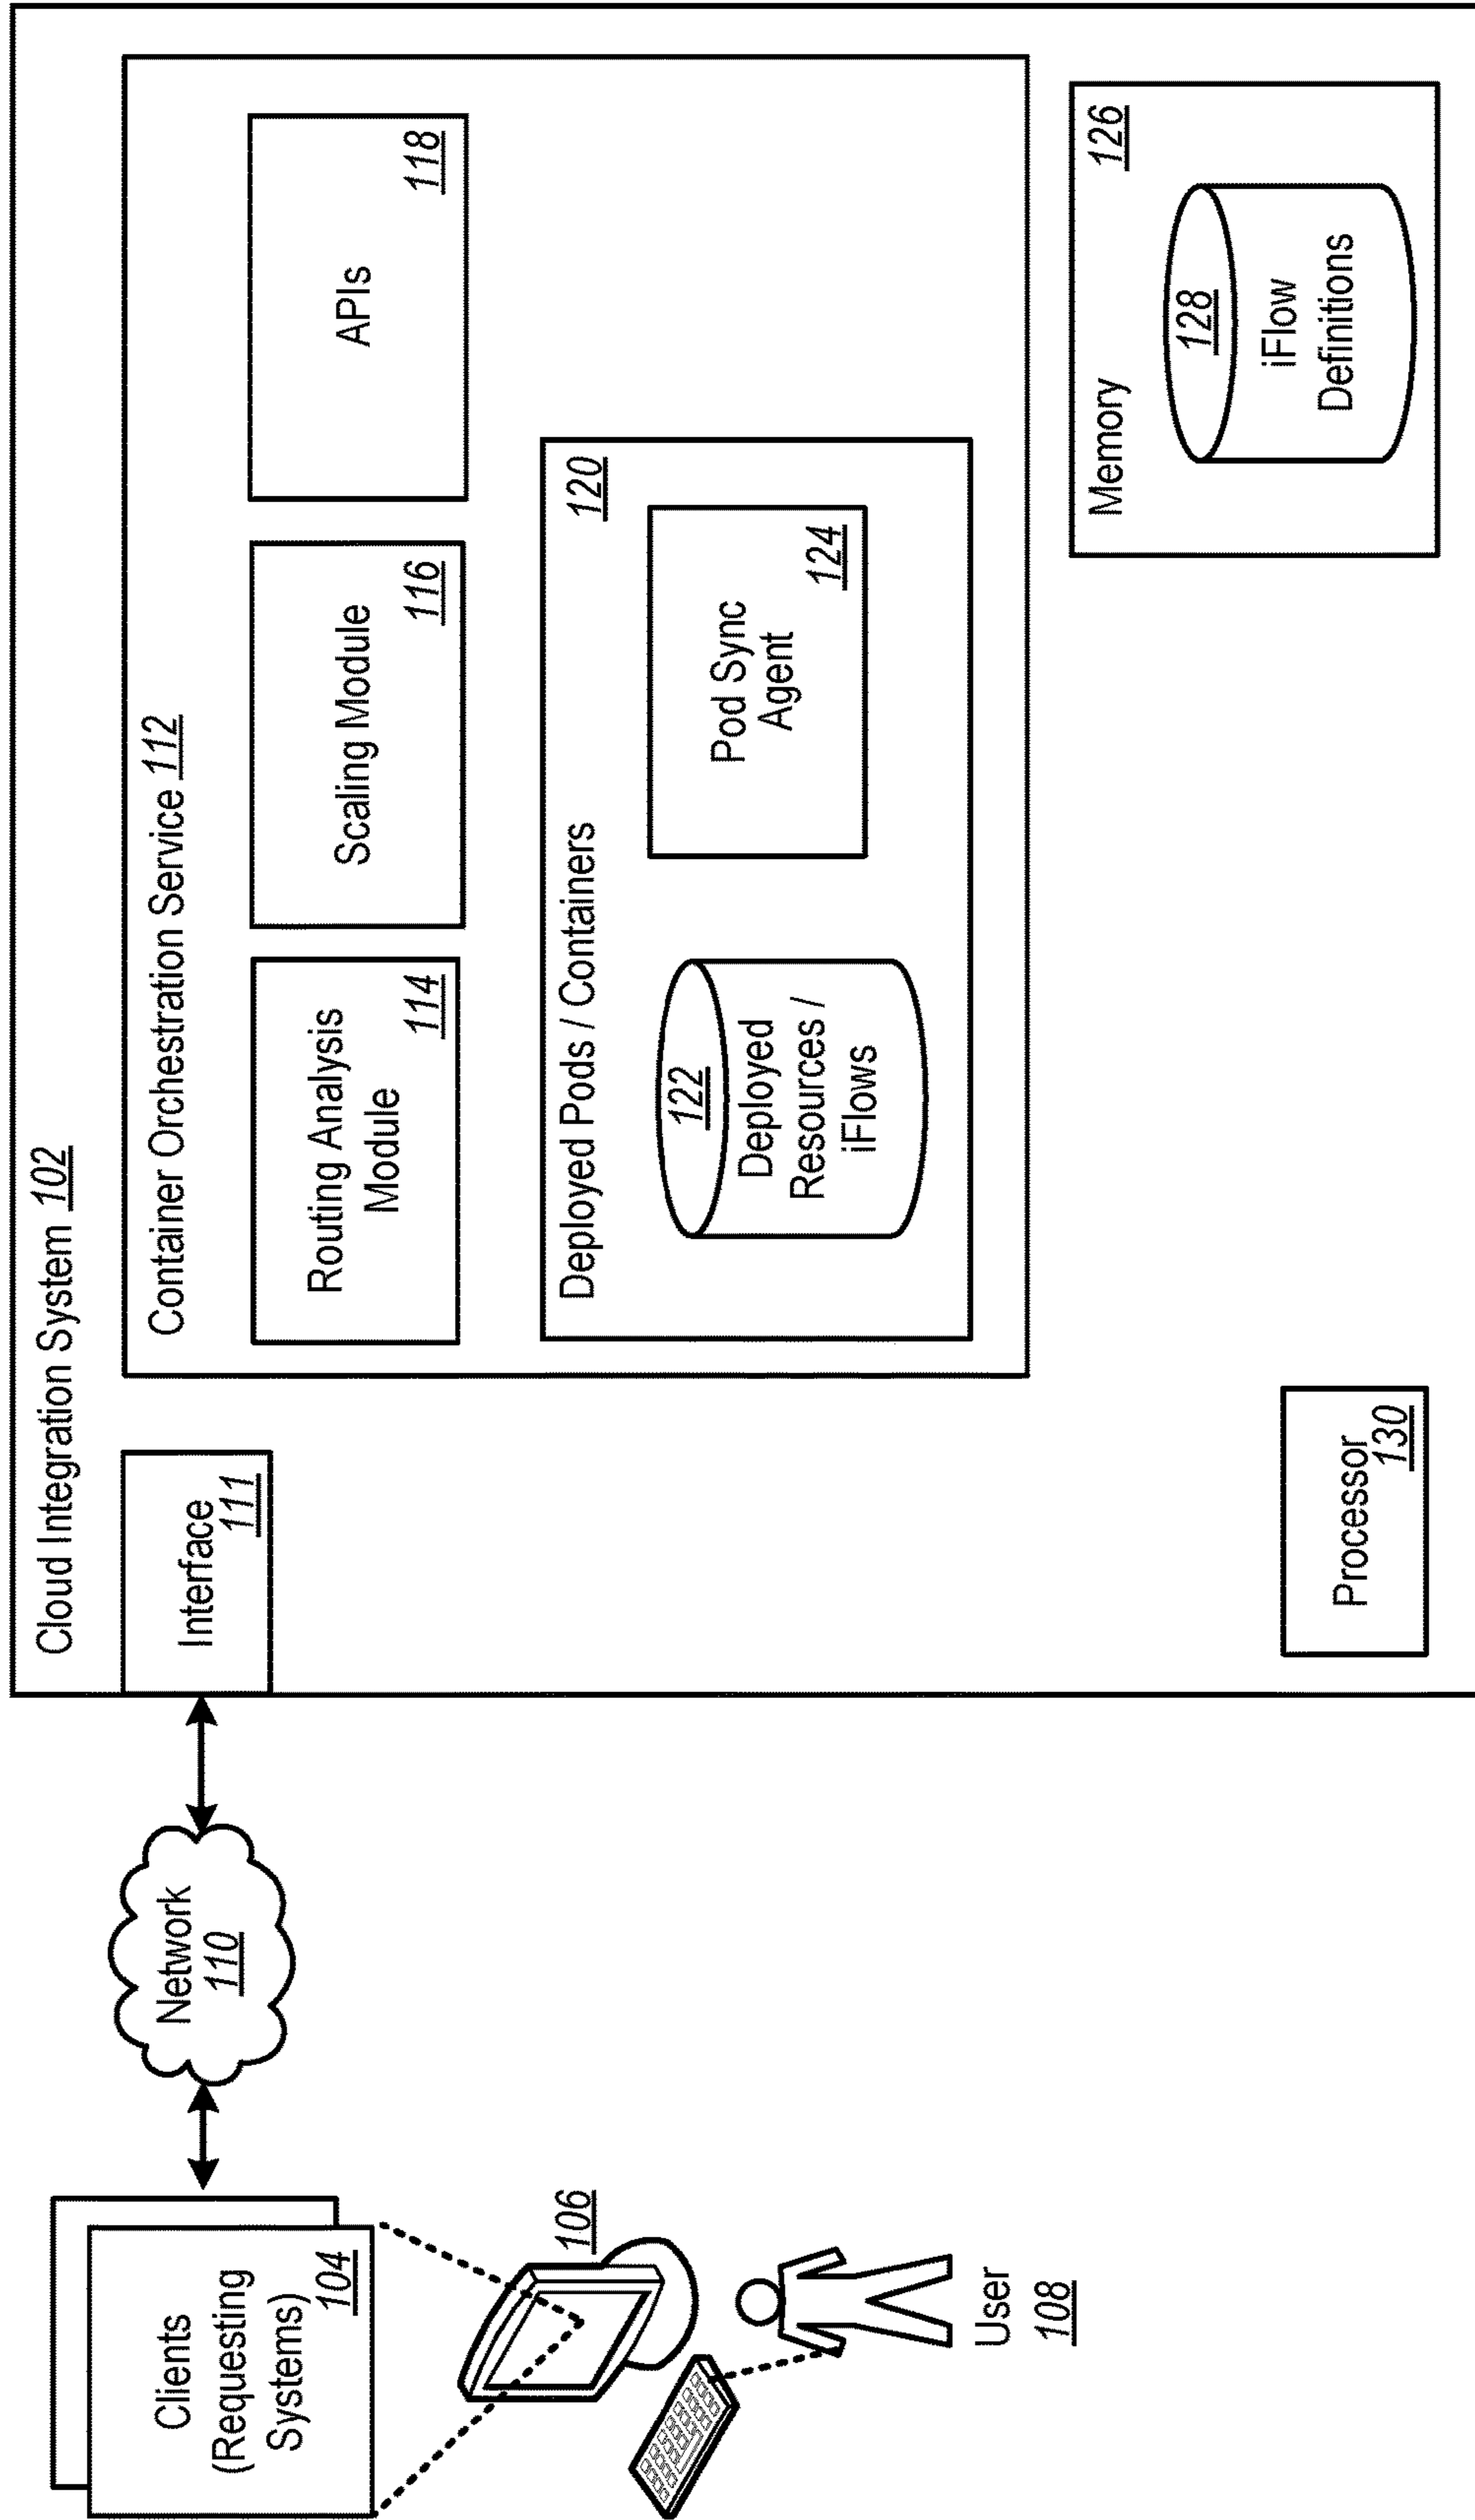 Cloud Integration System 102
Interface
111
Container Orchestration Service 112
Routing Analysis
Module
114
Scaling Module
116
APIs
118
Deployed Pods / Containers
120
122
Deployed
Resources /
iFlows
Pod Sync
Agent
124
Processor
130
Memory
126
128
iFlow
Definitions
Network
110
Clients
(Requesting
Systems)
104
106
User
108